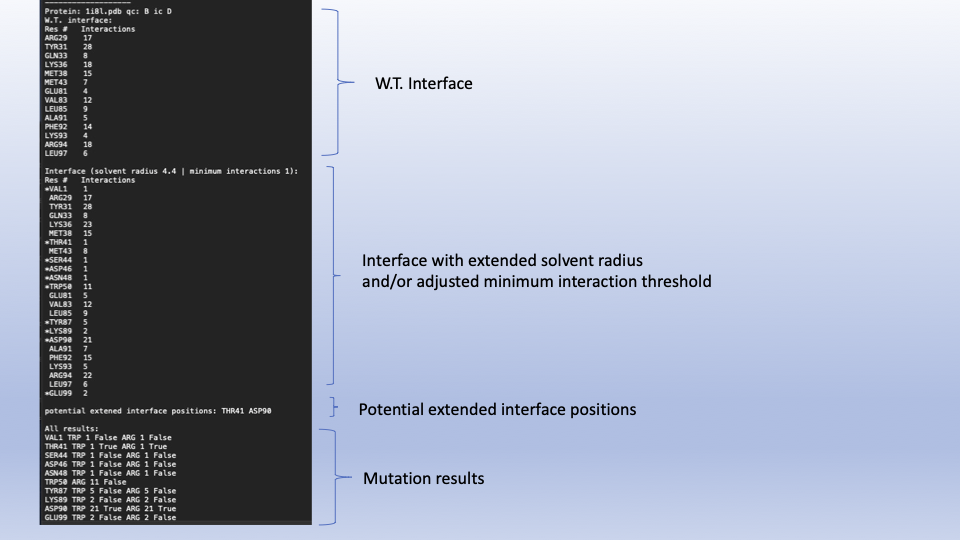 --------------------
Protein: 1i8l.pdb qc: B ic D
W.T. interface:
Res # Interactions
ARG29 17
TYR31 28
GLN33 8
LYS36 18
MET38 15
MET43 7
GLU81 4
VAL83 12
LEU85 9
ALA91 5
PHE92 14
LYS93 4
ARG94 18
LEU97 6
W.T. Interface
Interface (solvent radius 4.4 | minimum interactions 1):
Res # Interactions
*VAL1 1
ARG29 17
TYR31 28
GLN33 8
LYS36 23
MET38 15
*THR41 1
MET43 8
*SER44 1
*ASP46 1
*ASN48 1
*TRP50 11
GLU81 5
VAL83 12
LEU85 9
*TYR87 5
*LYS89 2
*ASP90 21
ALA91 7
PHE92 15
LYS93 5
ARG94 22
LEU97 6
*GLU99 2
Interface with extended solvent radius
and/or adjusted minimum interaction threshold
potential extened interface positions: THR41 ASP90
Potential extended interface positions
All results:
VAL1 TRP 1 False ARG 1 False
THR41 TRP 1 True ARG 1 True
SER44 TRP 1 False ARG 1 False
ASP46 TRP 1 False ARG 1 False
ASN48 TRP 1 False ARG 1 False
TRP50 ARG 11 False
TYR87 TRP 5 False ARG 5 False
LYS89 TRP 2 False ARG 2 False
ASP90 TRP 21 True ARG 21 True
GLU99 TRP 2 False ARG 2 False
Mutation results